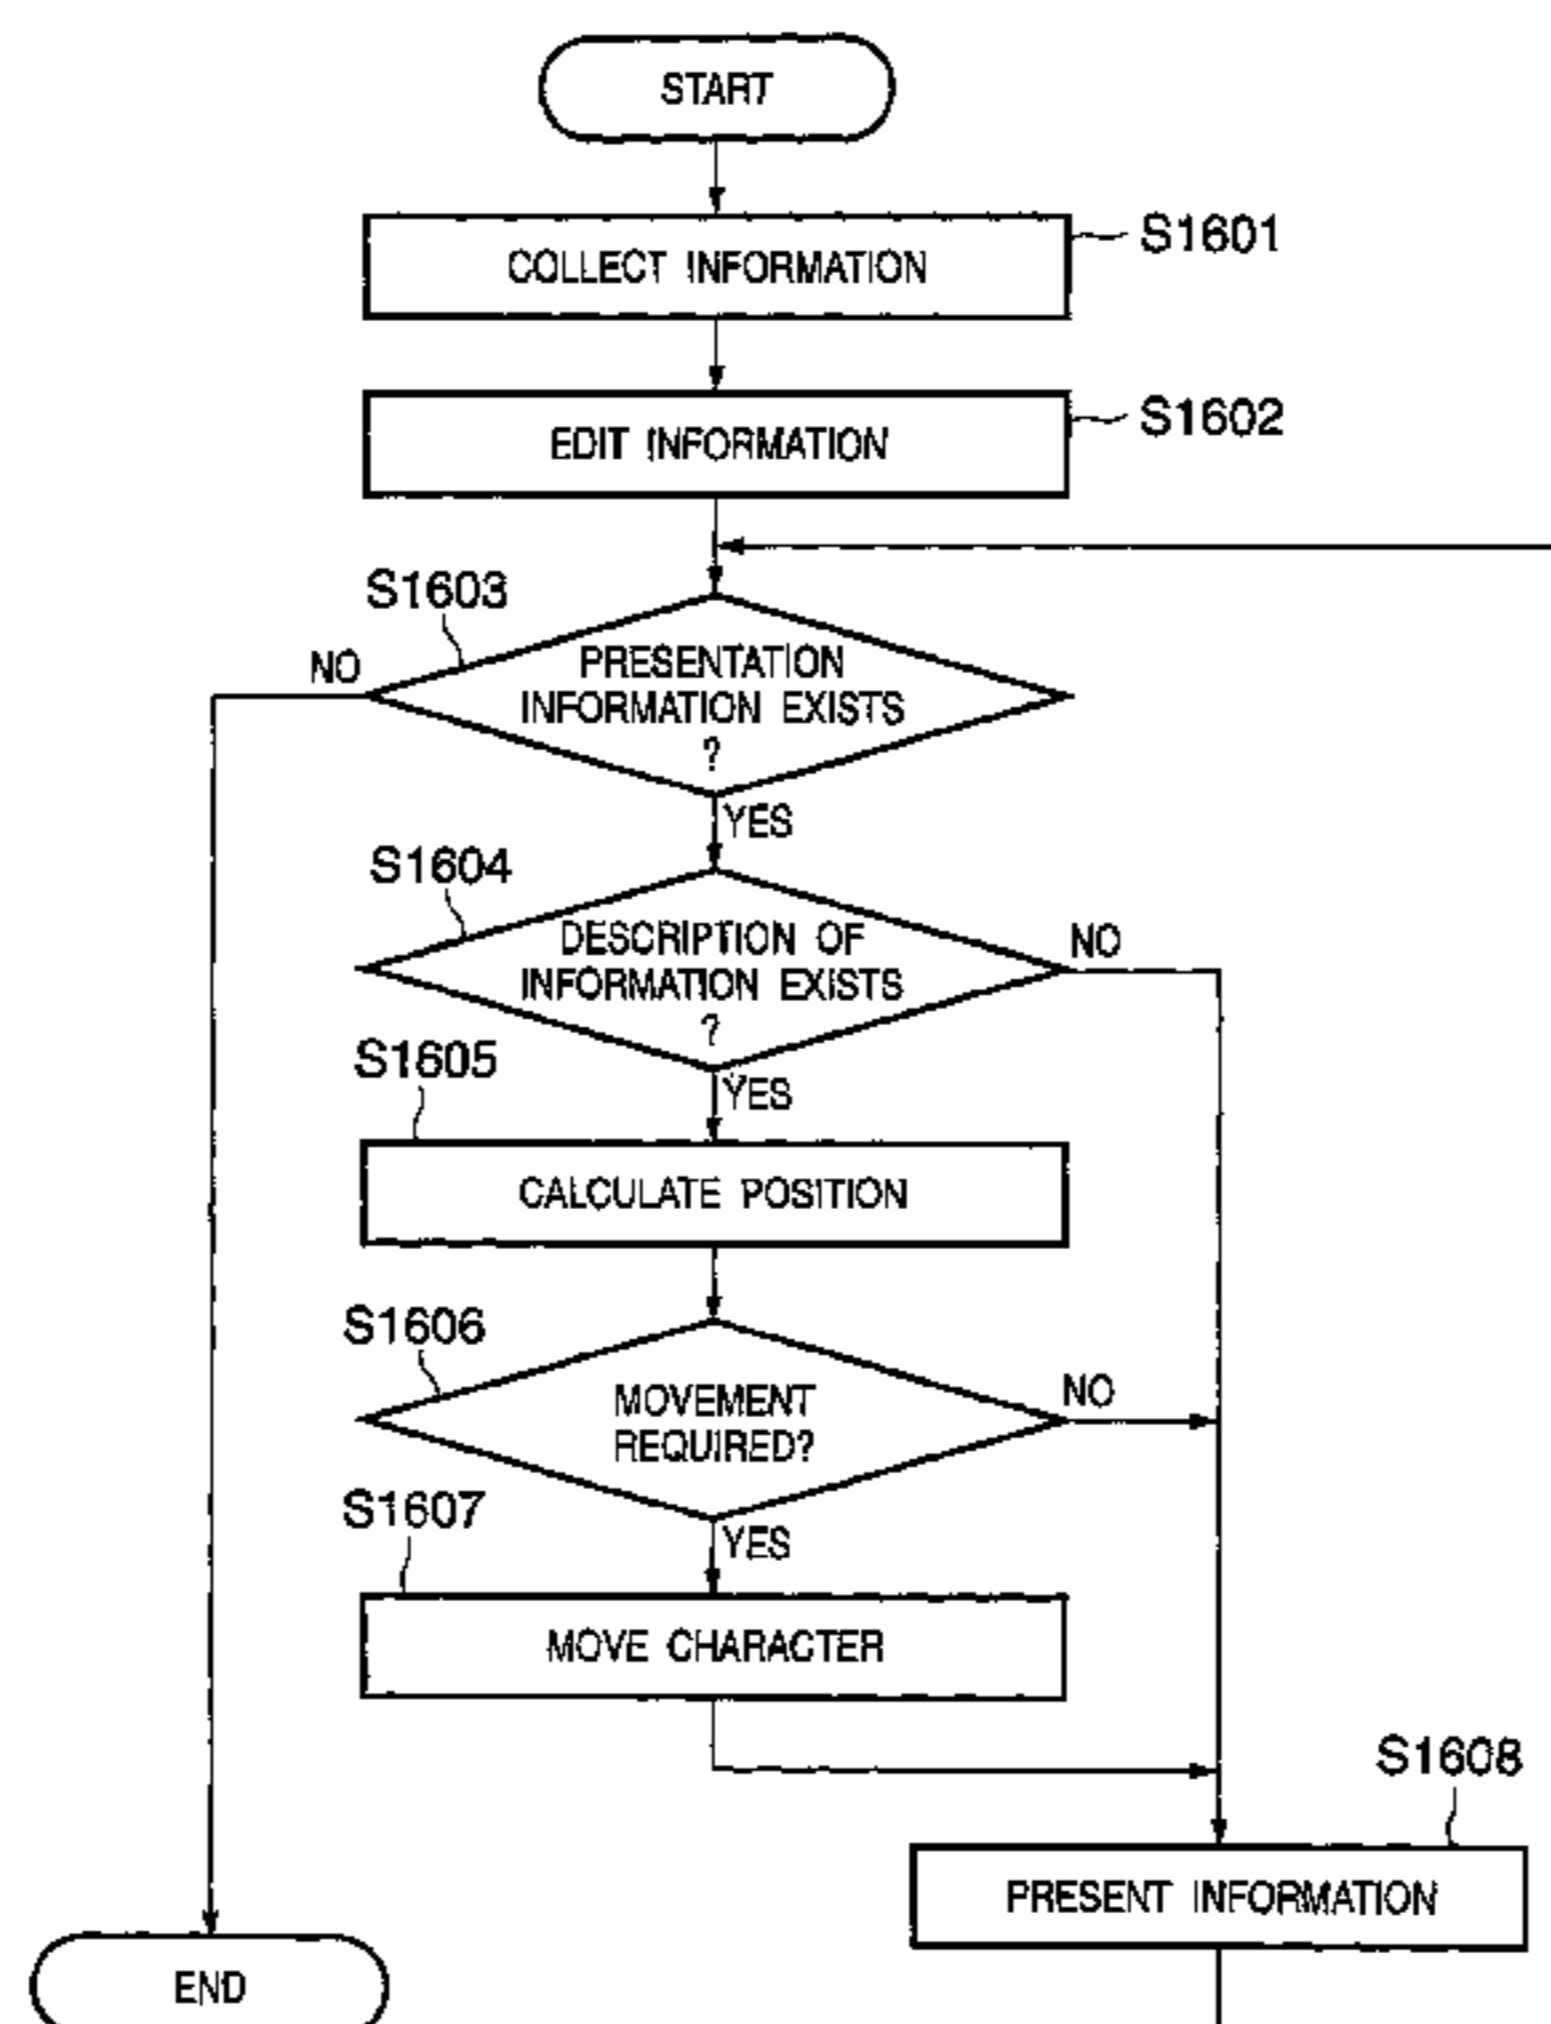 START
COLLECT INFORMATION
S1601
EDIT INFORMATION
S1602
S1603
NO
PRESENTATION
INFORMATION EXISTS
?
YES
S1604
DESCRIPTION OF
INFORMATION EXISTS
?
NO
S1605
YES
CALCULATE POSITION
S1606
MOVEMENT
REQUIRED?
NO
S1607
YES
MOVE CHARACTER
S1608
PRESENT INFORMATION
END